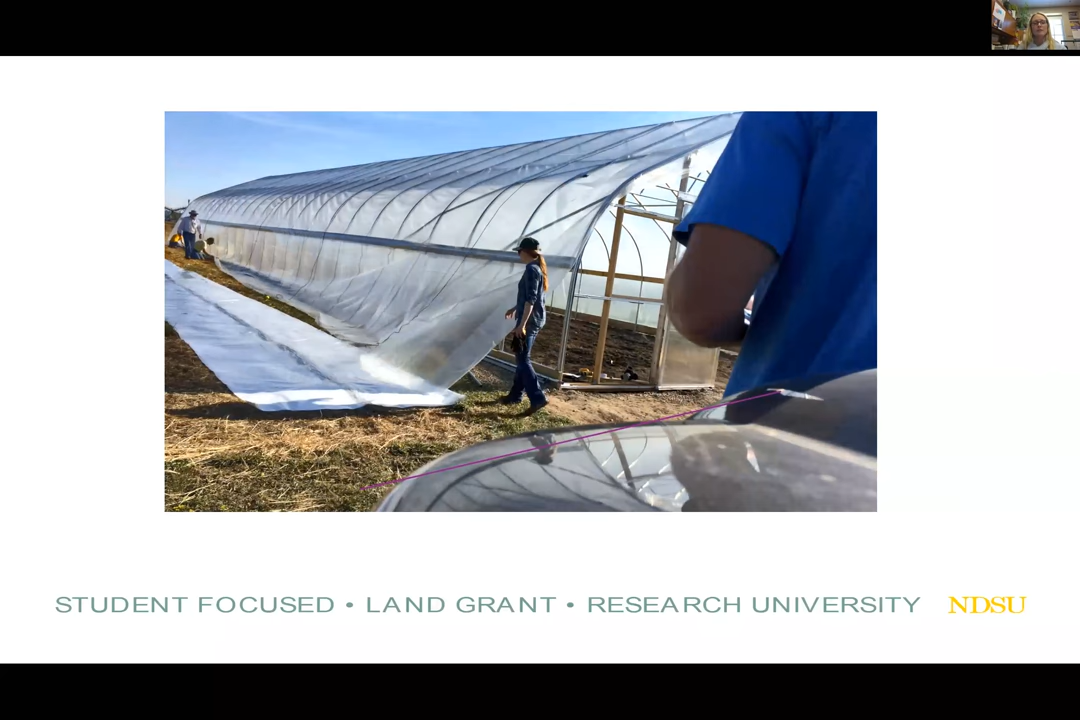 STUDENT FOCUSED • LAND GRANT • RESEARCH UNIVERSITY NDSU